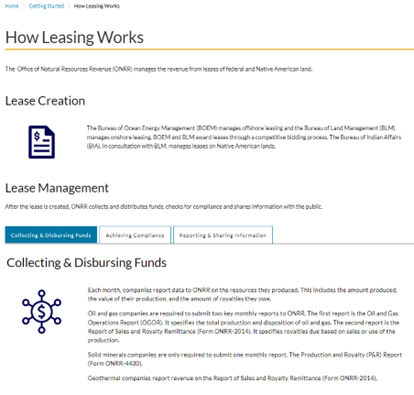 Home | Getting Started | How Leasing Works
How Leasing Works
The Office of Natural Resources Revenue (ONRR) manages the revenue from leases of federal and Native American land.
Lease Creation
The Bureau of Ocean Energy Management (BOEM) manages offshore leasing and the Bureau of Land Management (BLM)
manages onshore leasing. BOEM and BLM award leases through a competitive bidding process. The Bureau of Indian Affairs
(BIA), in consultation with BLM, manages leases on Native American lands.
Lease Management
After the lease is created, ONRR collects and distributes funds, checks for compliance and shares information with the public.
Collecting & Disbursing Funds
Achieving Compliance
Reporting & Sharing Information
Collecting & Disbursing Funds
Each month, companies report data to ONRR on the resources they produced. This includes the amount produced,
the value of their production, and the amount of royalties they owe.
Oil and gas companies are required to submit two key monthly reports to ONRR. The first report is the Oil and Gas
Operations Report (OGOR). It specifies the total production and disposition of oil and gas. The second report is the
Report of Sales and Royalty Remittance (Form ONRR-2014). It specifies royalties due based on sales or use of the
production.
Solid minerals companies are only required to submit one monthly report. The Production and Royalty (P&R) Report
(Form ONRR-4430).
Geothermal companies report revenue on the Report of Sales and Royalty Remittance (Form ONRR-2014).